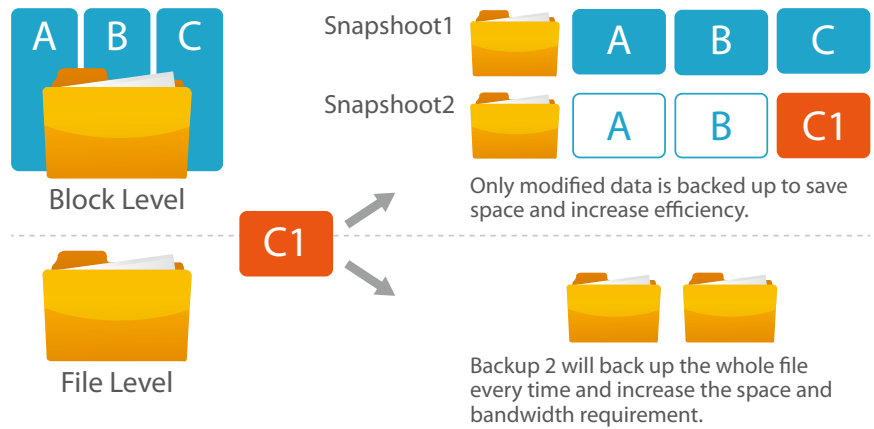 A B C
Block Level
Snapshoot1
A B C
Snapshoot2
A B C1
Only modified data is backed up to save
space and increase efficiency.
C1
File Level
Backup 2 will back up the whole file
every time and increase the space and
bandwidth requirement.